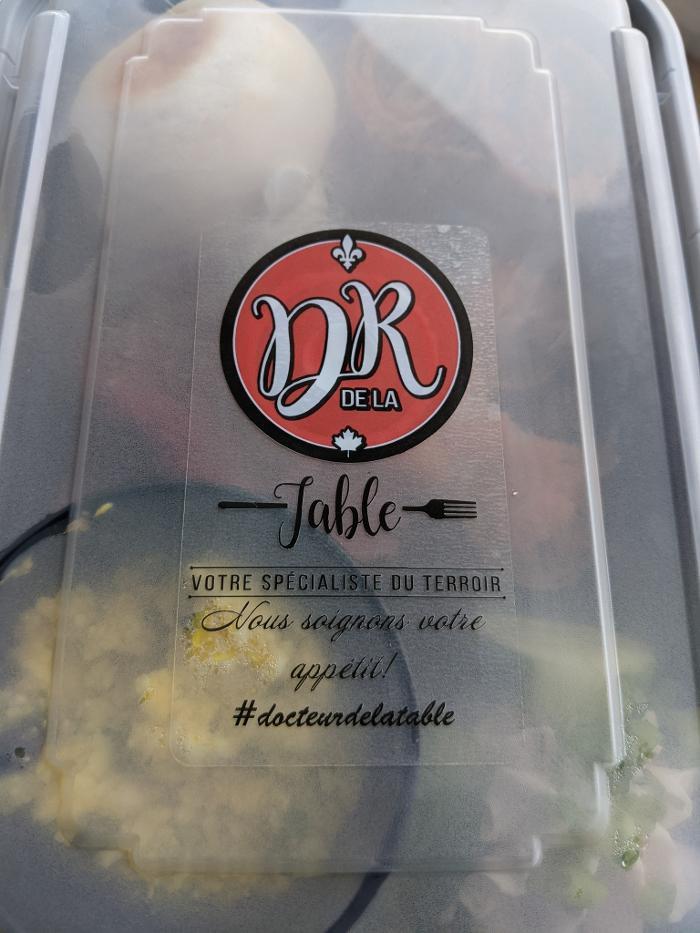 DR
DE LA
Table
VOTRE SPÉCIALISTE DU TERROIR
Nous soignons votre
appétit!
#docteurdelatable